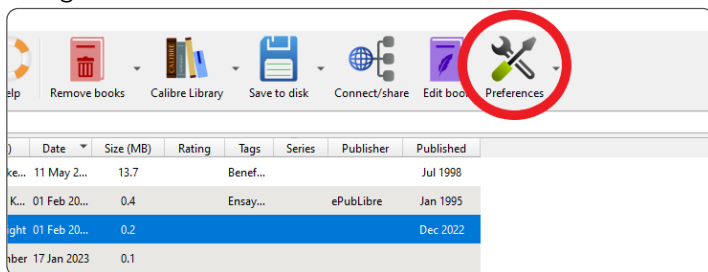 elp Remove books Calibre Library Save to disk Connect/share Edit book Preferences
) Date Size (MB) Rating Tags Series Publisher Published
ke... 11 May 2... 13.7 Benef... Jul 1998
K... 01 Feb 20... 0.4 Ensay... ePubLibre Jan 1995
ight 01 Feb 20... 0.2 Dec 2022
nber 17 Jan 2023 0.1